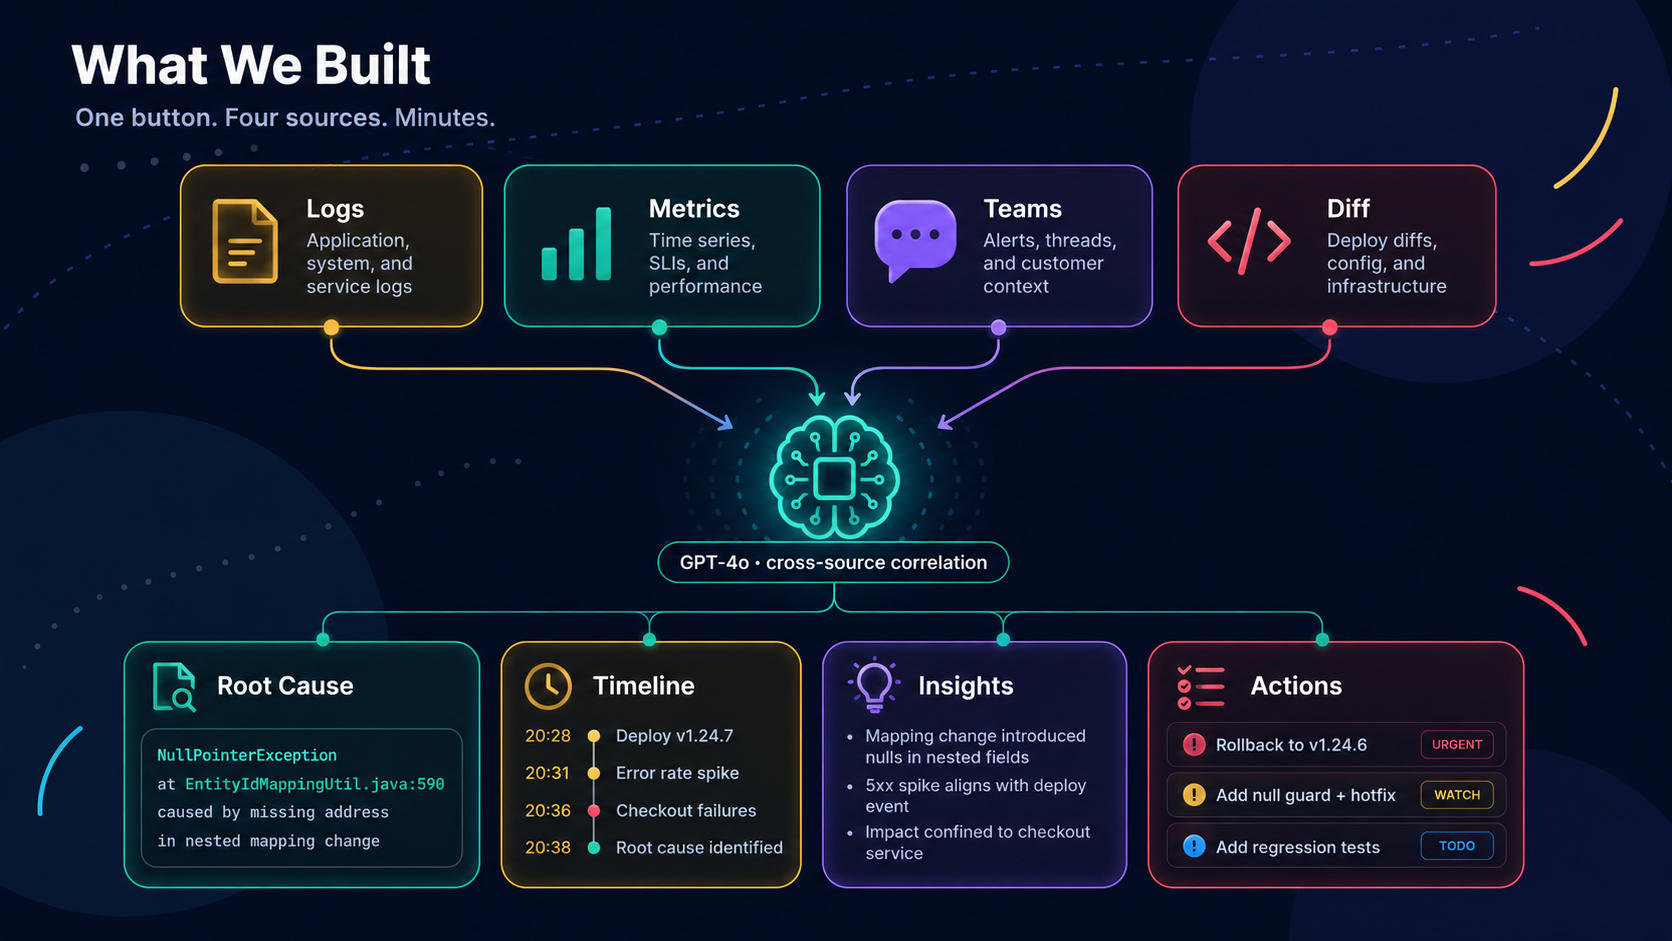 What We Built
One button. Four sources. Minutes.
Logs
Application,
system, and
service logs
Metrics
Time series,
SLIs, and
performance
Teams
Alerts, threads,
and customer
context
Diff
Deploy diffs,
config, and
infrastructure
GPT-4o • cross-source correlation
Root Cause
NullPointerException
at EntityIdMappingUtil.java:590
caused by missing address
in nested mapping change
Timeline
20:28 Deploy v1.24.7
20:31 Error rate spike
20:36 Checkout failures
20:38 Root cause identified
Insights
• Mapping change introduced
nulls in nested fields
• 5xx spike aligns with deploy
event
• Impact confined to checkout
service
Actions
Rollback to v1.24.6 URGENT
Add null guard + hotfix WATCH
Add regression tests TODO